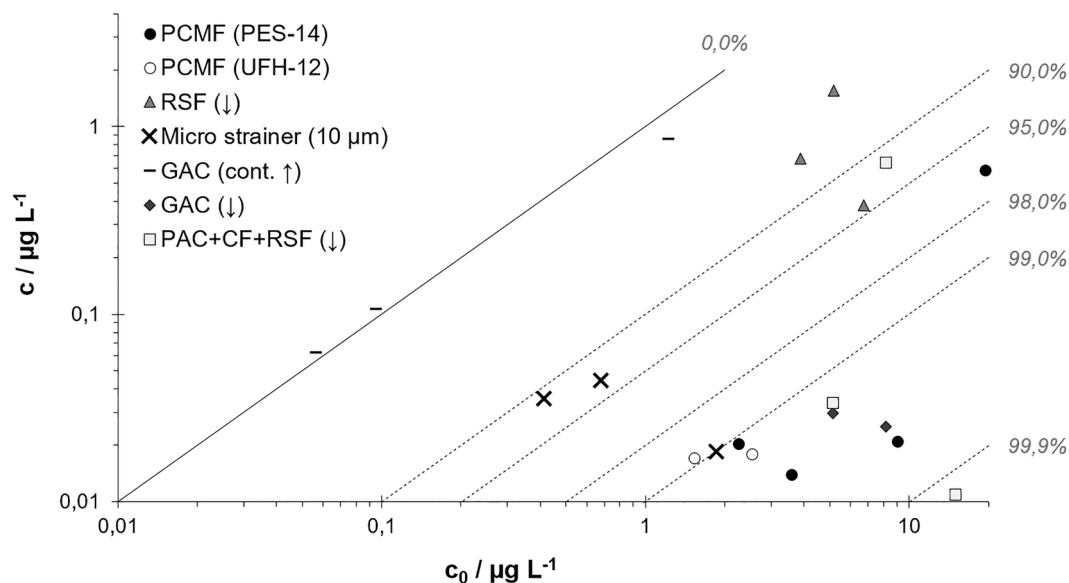 PCMF (PES-14)
PCMF (UFH-12)
RSF (↓)
Micro strainer (10 µm)
GAC (cont. ↑)
GAC (↓)
PAC+CF+RSF (↓)
0,0%
90,0%
95,0%
98,0%
99,0%
99,9%
c / µg L⁻¹
1
0,1
0,01
0,01
0,1
1
10
c₀ / µg L⁻¹